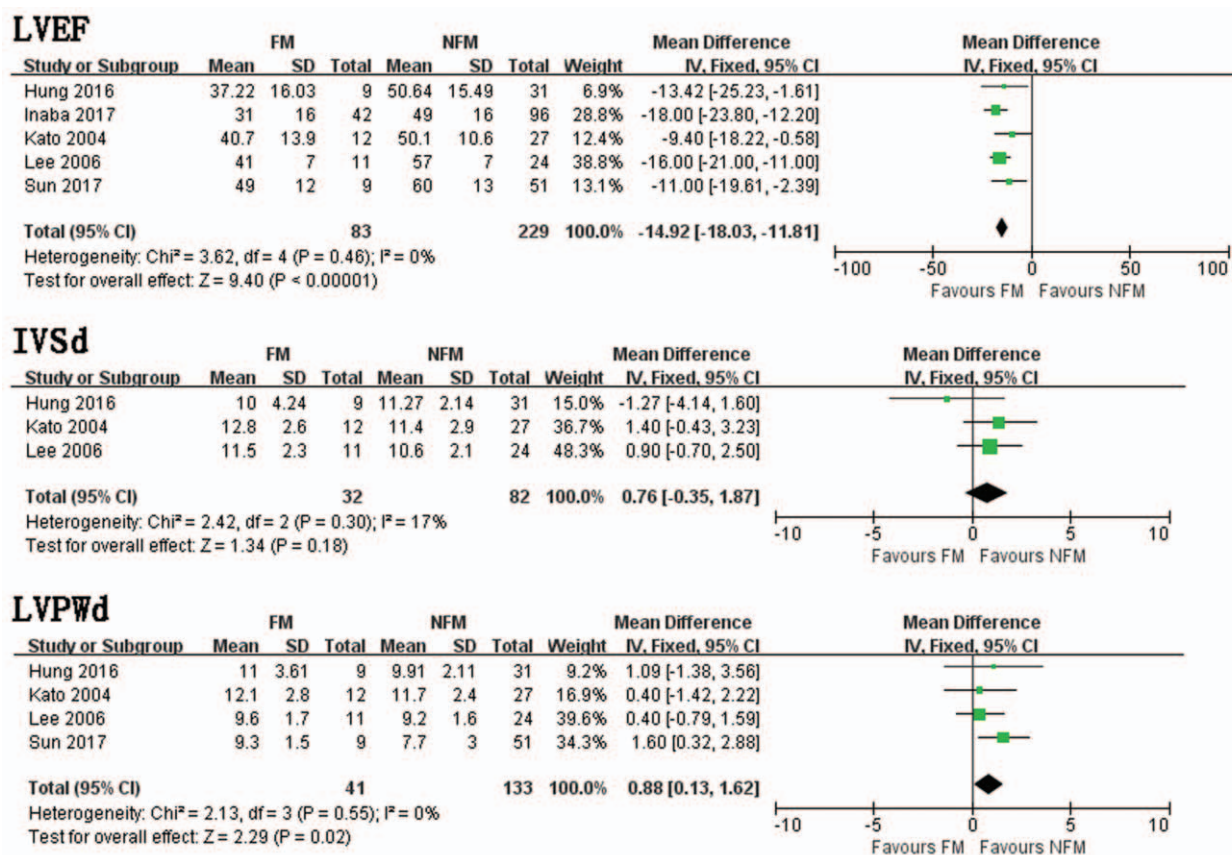 LVEF
FM NFM Mean Difference Mean Difference
Study or Subgroup Mean SD Total Mean SD Total Weight IV, Fixed, 95% CI IV, Fixed, 95% CI
Hung 2016 37.22 16.03 9 50.64 15.49 31 6.9% -13.42 [-25.23, -1.61]
Inaba 2017 31 16 42 49 16 96 28.8% -18.00 [-23.80, -12.20]
Kato 2004 40.7 13.9 12 50.1 10.6 27 12.4% -9.40 [-18.22, -0.58]
Lee 2006 41 7 11 57 7 24 38.8% -16.00 [-21.00, -11.00]
Sun 2017 49 12 9 60 13 51 13.1% -11.00 [-19.61, -2.39]
Total (95% CI) 83 229 100.0% -14.92 [-18.03, -11.81]
Heterogeneity: Chi² = 3.62, df = 4 (P = 0.46); I² = 0%
Test for overall effect: Z = 9.40 (P < 0.00001)
-100 -50 0 50 100
Favours FM Favours NFM
IVSd
FM NFM Mean Difference Mean Difference
Study or Subgroup Mean SD Total Mean SD Total Weight IV, Fixed, 95% CI IV, Fixed, 95% CI
Hung 2016 10 4.24 9 11.27 2.14 31 15.0% -1.27 [-4.14, 1.60]
Kato 2004 12.8 2.6 12 11.4 2.9 27 36.7% 1.40 [-0.43, 3.23]
Lee 2006 11.5 2.3 11 10.6 2.1 24 48.3% 0.90 [-0.70, 2.50]
Total (95% CI) 32 82 100.0% 0.76 [-0.35, 1.87]
Heterogeneity: Chi² = 2.42, df = 2 (P = 0.30); I² = 17%
Test for overall effect: Z = 1.34 (P = 0.18)
-10 -5 0 5 10
Favours FM Favours NFM
LVPWd
FM NFM Mean Difference Mean Difference
Study or Subgroup Mean SD Total Mean SD Total Weight IV, Fixed, 95% CI IV, Fixed, 95% CI
Hung 2016 11 3.61 9 9.91 2.11 31 9.2% 1.09 [-1.38, 3.56]
Kato 2004 12.1 2.8 12 11.7 2.4 27 16.9% 0.40 [-1.42, 2.22]
Lee 2006 9.6 1.7 11 9.2 1.6 24 39.6% 0.40 [-0.79, 1.59]
Sun 2017 9.3 1.5 9 7.7 3 51 34.3% 1.60 [0.32, 2.88]
Total (95% CI) 41 133 100.0% 0.88 [0.13, 1.62]
Heterogeneity: Chi² = 2.13, df = 3 (P = 0.55); I² = 0%
Test for overall effect: Z = 2.29 (P = 0.02)
-10 -5 0 5 10
Favours FM Favours NFM